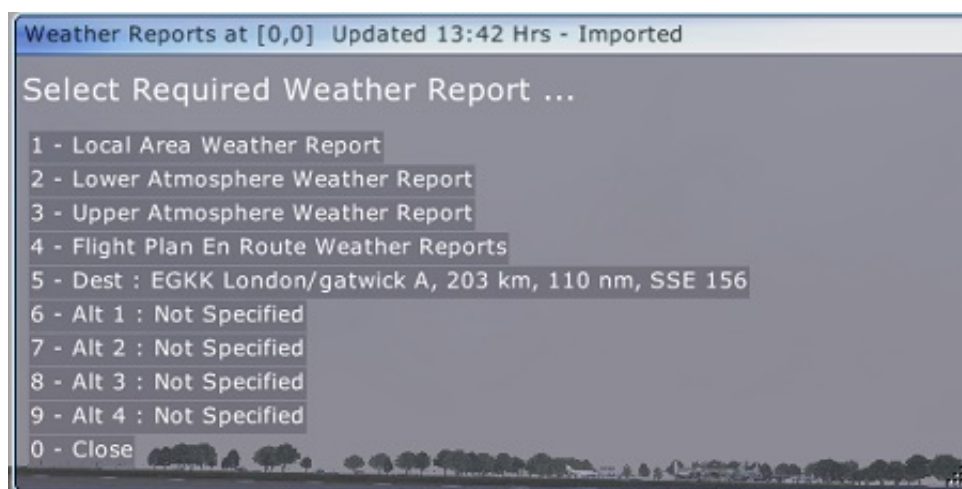 Weather Reports at [0,0] Updated 13:42 Hrs - Imported
Select Required Weather Report ...
1 - Local Area Weather Report
2 - Lower Atmosphere Weather Report
3 - Upper Atmosphere Weather Report
4 - Flight Plan En Route Weather Reports
5 - Dest : EGKK London/gatwick A, 203 km, 110 nm, SSE 156
6 - Alt 1 : Not Specified
7 - Alt 2 : Not Specified
8 - Alt 3 : Not Specified
9 - Alt 4 : Not Specified
0 - Close